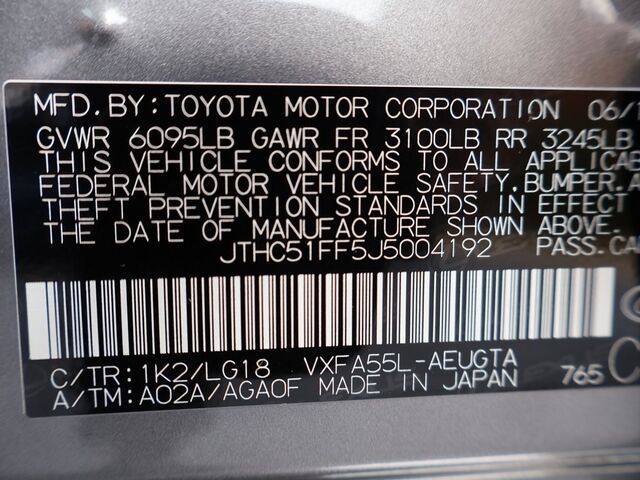 MFD. BY: TOYOTA MOTOR CORPORATION 06/
GVWR 6095LB GAWR FR 3100LB RR 3245LB
THIS VEHICLE CONFORMS TO ALL
FEDERAL MOTOR VEHICLE SAFETY, BUMPER,
THEFT PREVENTION STANDARDS IN EFFECT
THE DATE OF MANUFACTURE SHOWN ABOVE.
JTHC51FF5J5004192 PASS.
C/TR: 1K2/LG18 VXFA55L-AEUGTA
A/TM: A02A/AGA0F MADE IN JAPAN 765 C